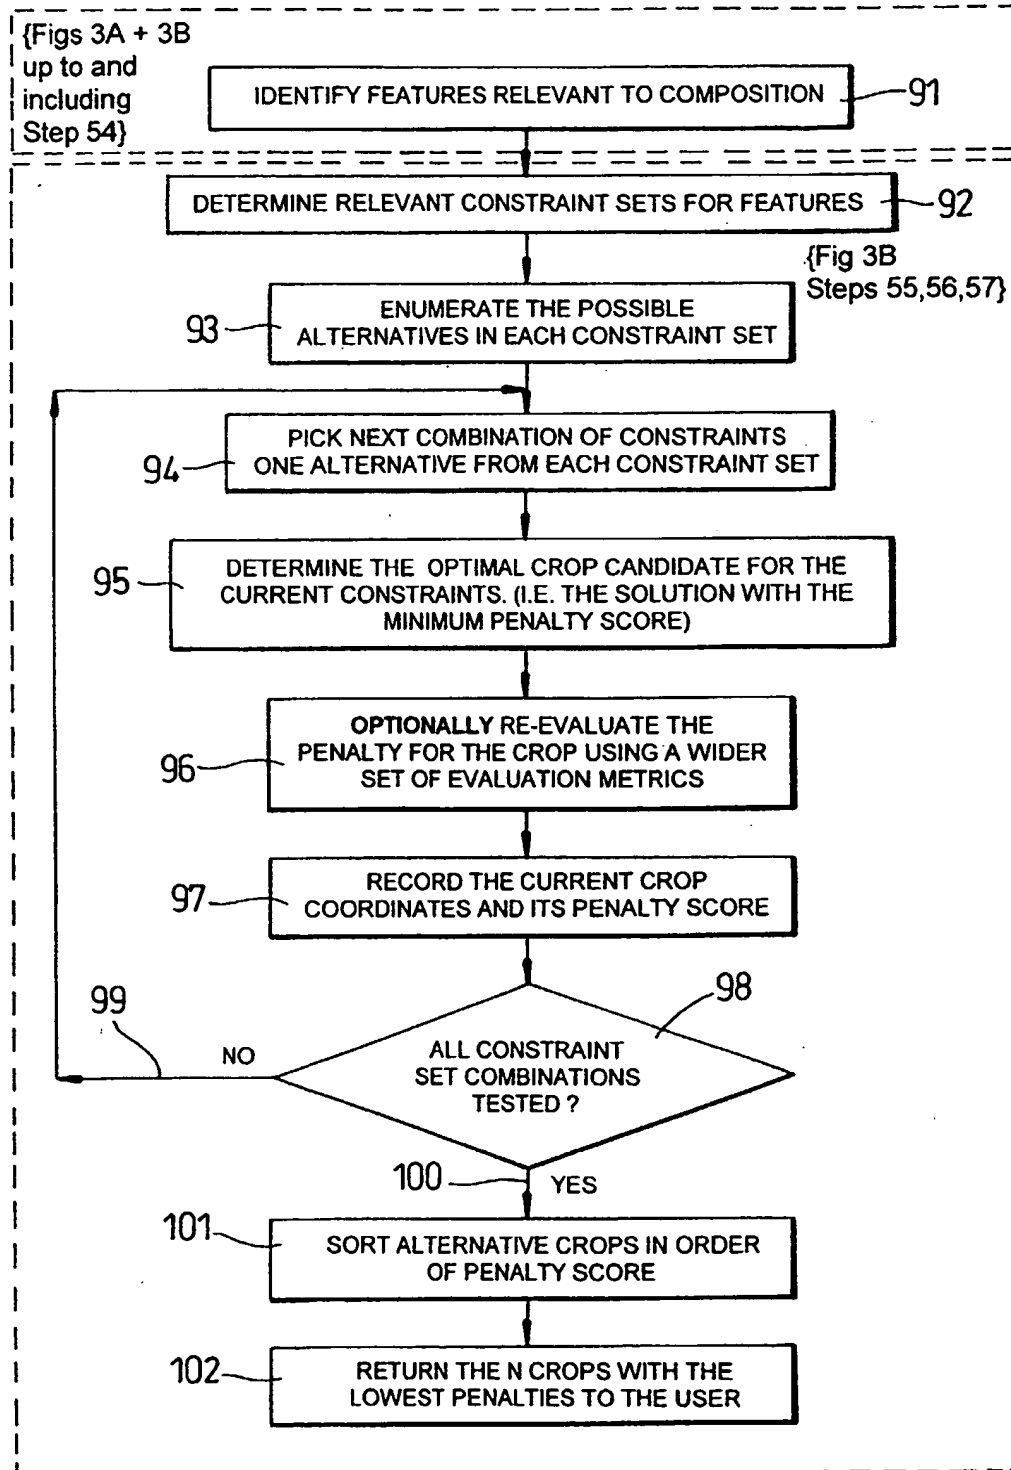 {Figs 3A + 3B
up to and
including
Step 54}
IDENTIFY FEATURES RELEVANT TO COMPOSITION
91
DETERMINE RELEVANT CONSTRAINT SETS FOR FEATURES
92
{Fig 3B
Steps 55,56,57}
ENUMERATE THE POSSIBLE
ALTERNATIVES IN EACH CONSTRAINT SET
93
PICK NEXT COMBINATION OF CONSTRAINTS
ONE ALTERNATIVE FROM EACH CONSTRAINT SET
94
DETERMINE THE OPTIMAL CROP CANDIDATE FOR THE
CURRENT CONSTRAINTS. (I.E. THE SOLUTION WITH THE
MINIMUM PENALTY SCORE)
95
OPTIONALLY RE-EVALUATE THE
PENALTY FOR THE CROP USING A WIDER
SET OF EVALUATION METRICS
96
RECORD THE CURRENT CROP
COORDINATES AND ITS PENALTY SCORE
97
98
99
NO
ALL CONSTRAINT
SET COMBINATIONS
TESTED ?
100
YES
101
SORT ALTERNATIVE CROPS IN ORDER
OF PENALTY SCORE
102
RETURN THE N CROPS WITH THE
LOWEST PENALTIES TO THE USER